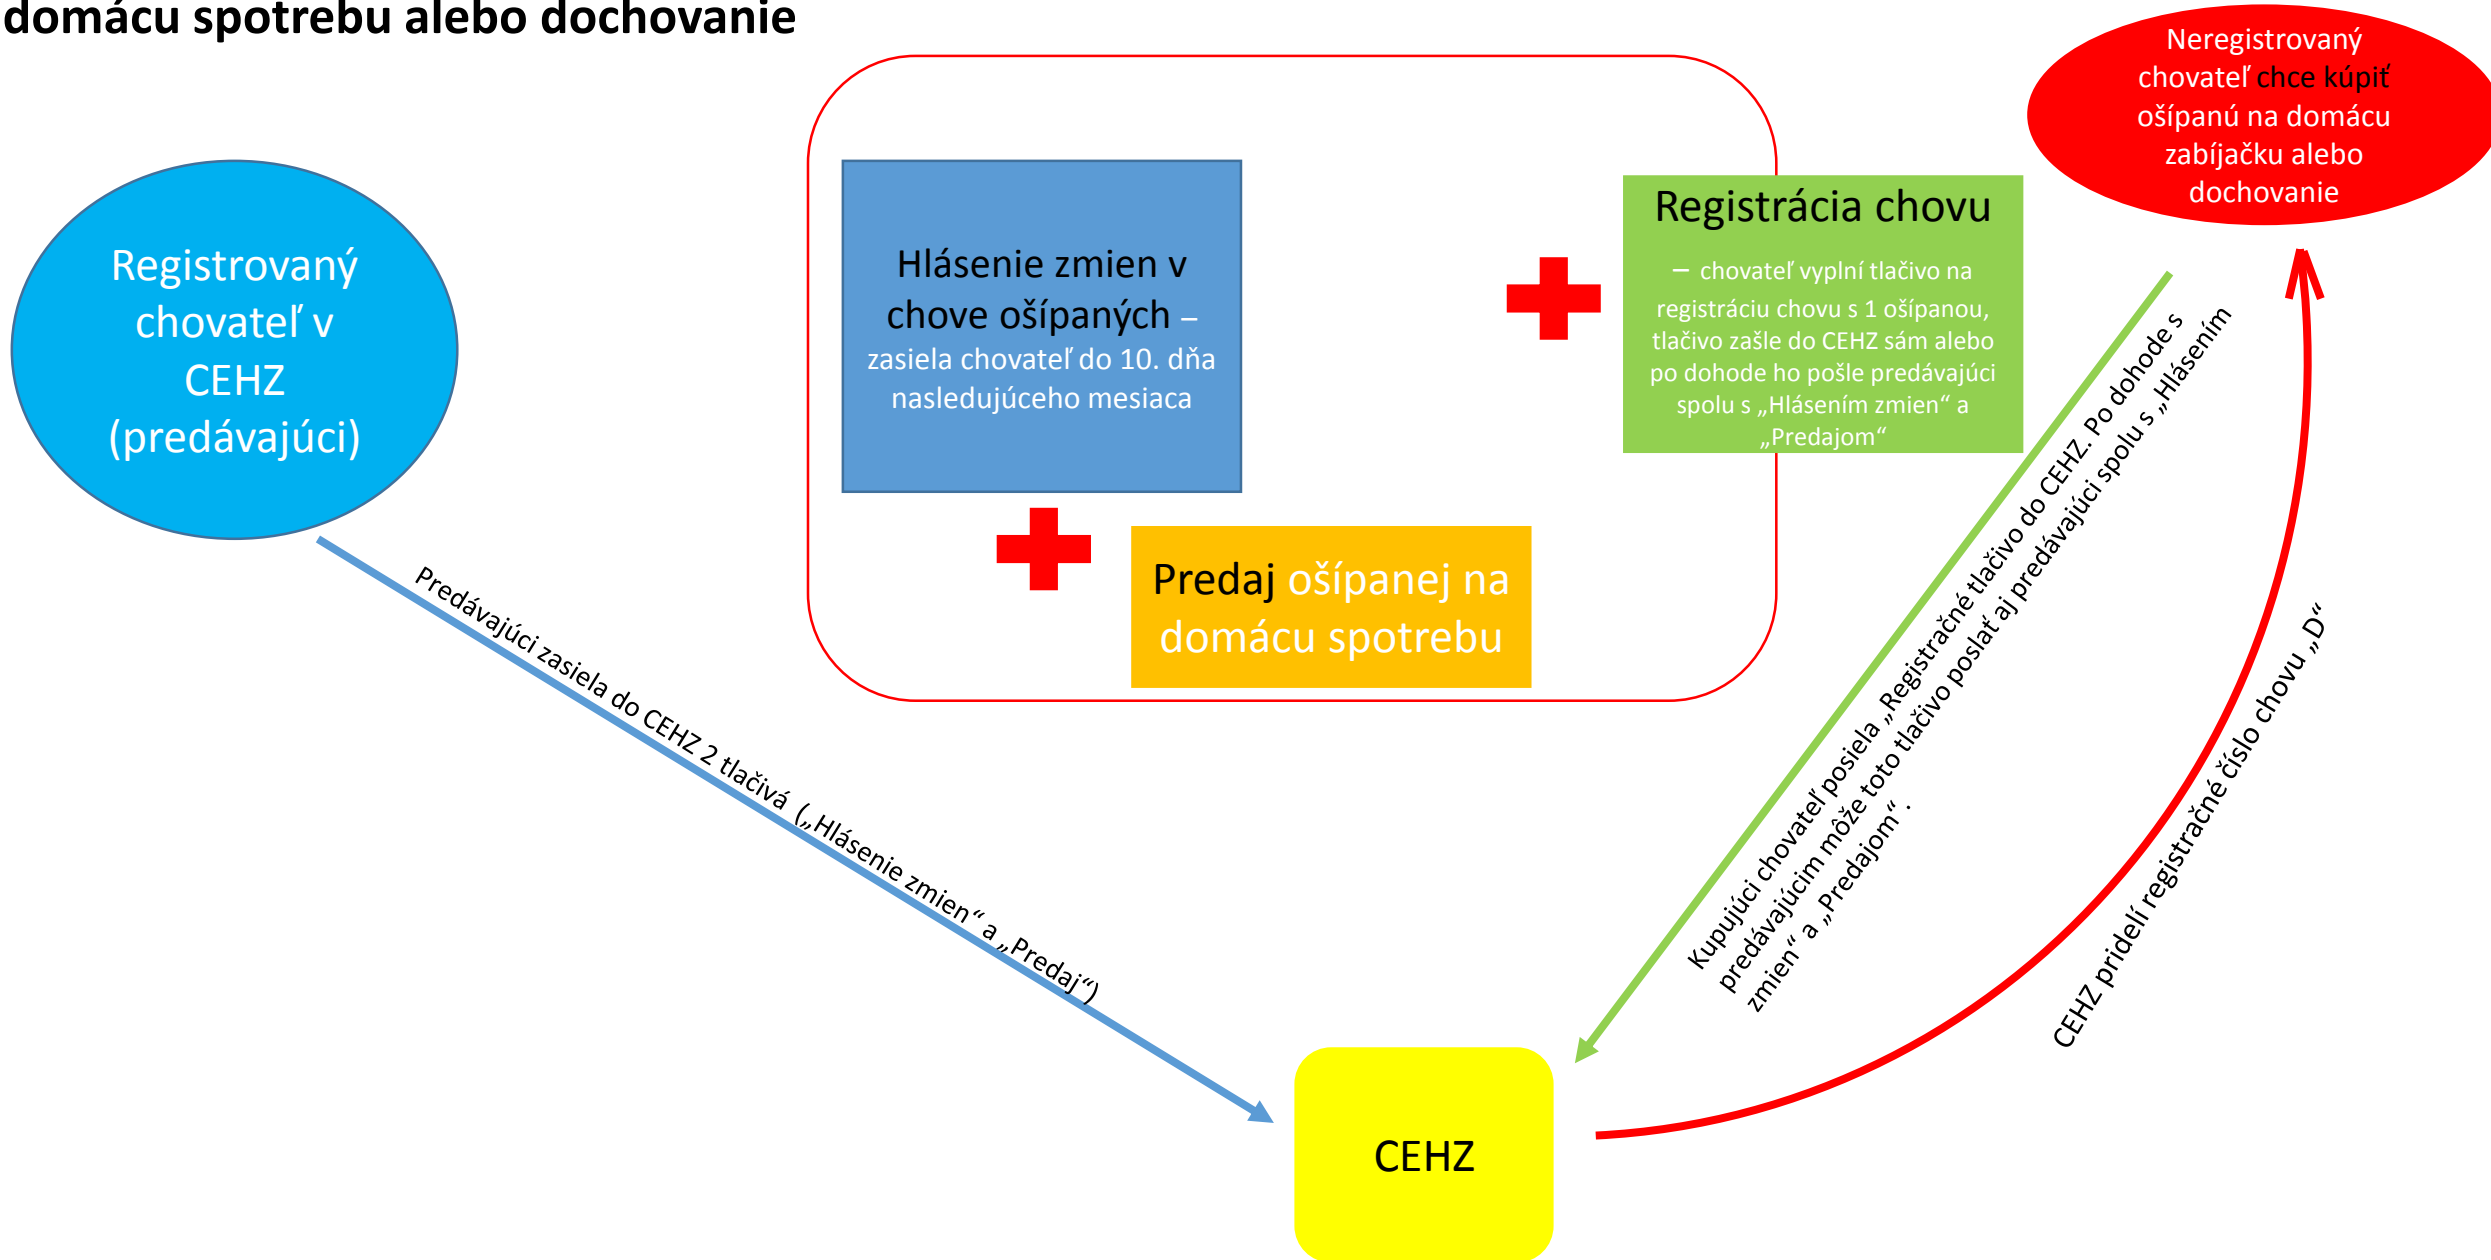 domácu spotrebu alebo dochovanie
Neregistrovaný
chovateľ chce kúpiť
ošípanú na domácu
zabíjačku alebo
dochovanie
Registrovaný
chovateľ v
CEHZ
(predávajúci)
Hlásenie zmien v
chove ošípaných –
zasiela chovateľ do 10. dňa
nasledujúceho mesiaca
Registrácia chovu
– chovateľ vyplní tlačivo na
registráciu chovu s 1 ošípanou,
tlačivo zašle do CEHZ sám alebo
po dohode ho pošle predávajúci
spolu s „Hlásením zmien“ a
„Predajom“
Predaj ošípanej na
domácu spotrebu
Predávajúci zasiela do CEHZ 2 tlačivá („Hlásenie zmien“ a „Predaj“)
Kupujúci chovateľ posiela „Registračné tlačivo do CEHZ. Po dohode s
predávajúcim môže toto tlačivo poslať aj predávajúci spolu s „Hlásením
zmien“ a „Predajom“.
CEHZ pridelí registračné číslo chovu „D“
CEHZ